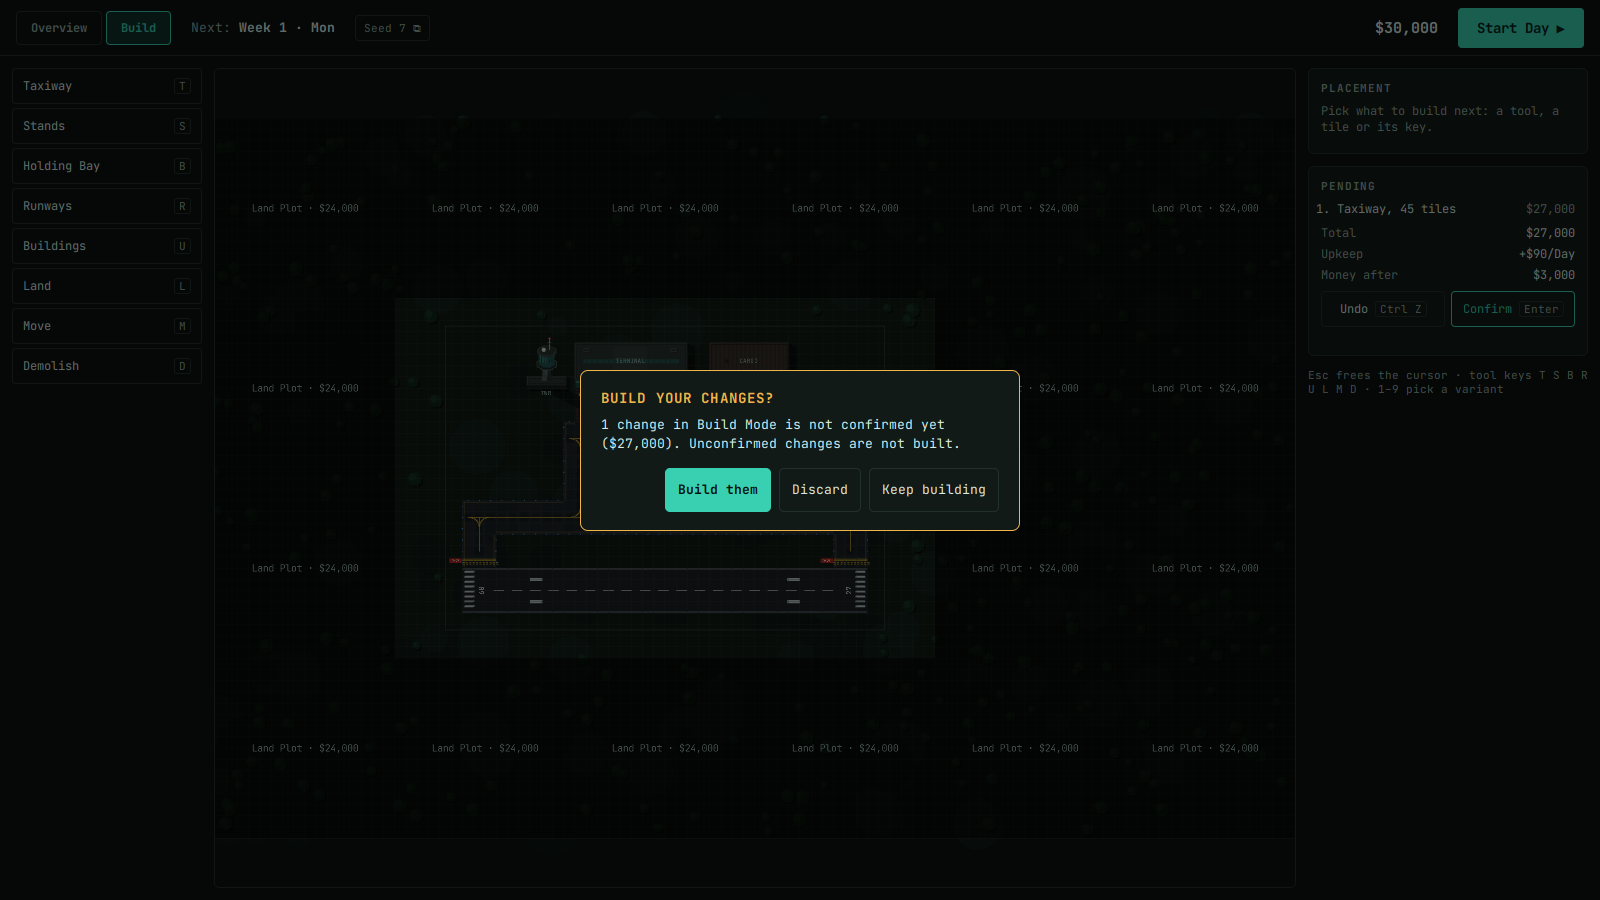 Overview Build Next: Week 1 · Mon Seed 7 $30,000 Start Day ▶
Taxiway T
Stands S
Holding Bay B
Runways R
Buildings U
Land L
Move M
Demolish D
Land Plot · $24,000 Land Plot · $24,000 Land Plot · $24,000 Land Plot · $24,000 Land Plot · $24,000 Land Plot · $24,000
TERMINAL
Land Plot · $24,000 · $24,000 Land Plot · $24,000
TWR
BUILD YOUR CHANGES?
1 change in Build Mode is not confirmed yet
($27,000). Unconfirmed changes are not built.
Build them Discard Keep building
Land Plot · $24,000 Land Plot · $24,000 Land Plot · $24,000
27
Land Plot · $24,000 Land Plot · $24,000 Land Plot · $24,000 Land Plot · $24,000 Land Plot · $24,000 Land Plot · $24,000
PLACEMENT
Pick what to build next: a tool, a
tile or its key.
PENDING
1. Taxiway, 45 tiles $27,000
Total $27,000
Upkeep +$90/Day
Money after $3,000
Undo Ctrl Z Confirm Enter
Esc frees the cursor · tool keys T S B R
U L M D · 1-9 pick a variant